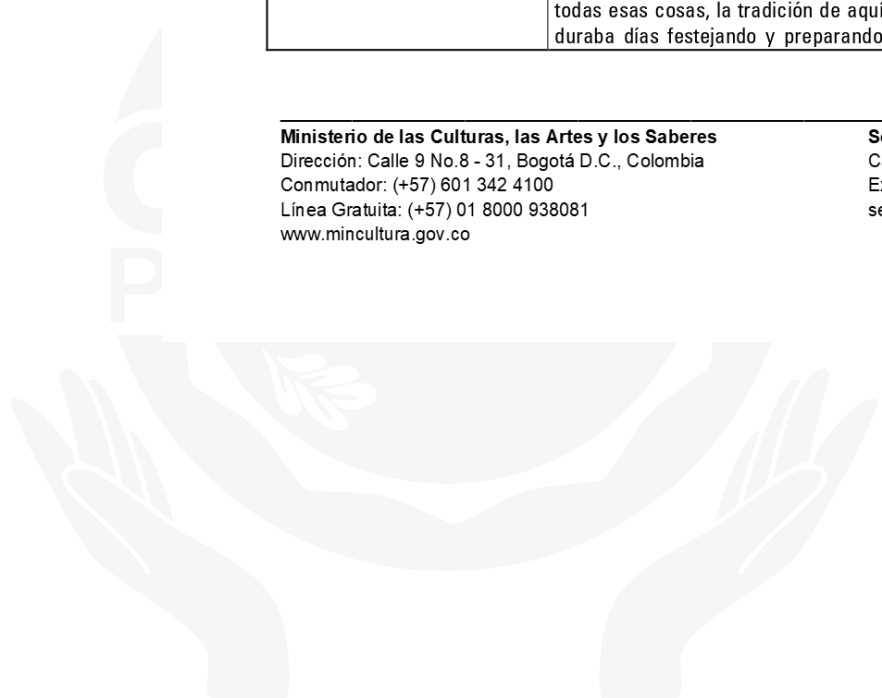 todas esas cosas, la tradición de aquí
duraba días festejando y preparando
Ministerio de las Culturas, las Artes y los Saberes
Dirección: Calle 9 No.8 - 31, Bogotá D.C., Colombia
Conmutador: (+57) 601 342 4100
Línea Gratuita: (+57) 01 8000 938081
www.mincultura.gov.co